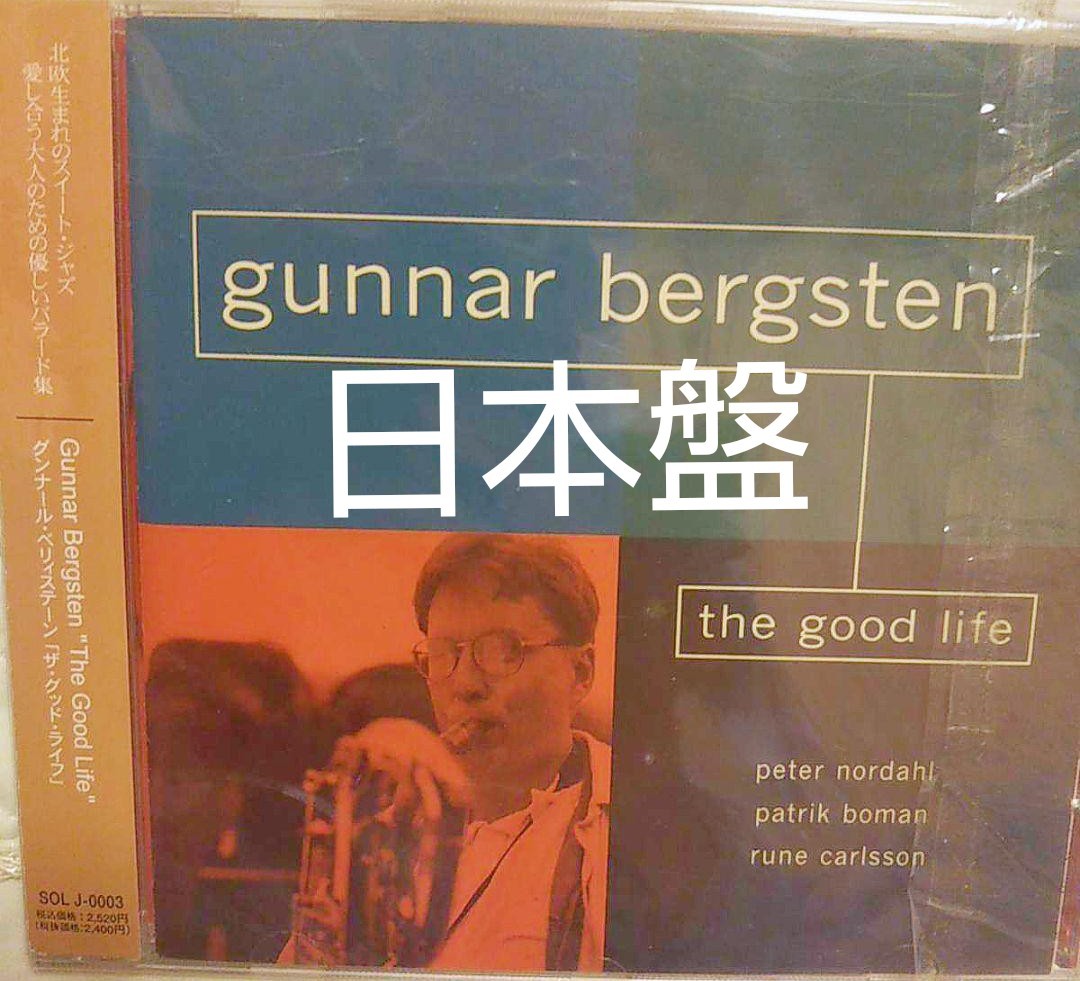 北欧生まれのスイート・ジャズ
愛し合う大人のための優しいバラード集
Gunnar Bergsten "The Good Life"
グンナール・ベリィステーン「ザ・グッド・ライフ」
SOL J-0003
税込価格：2,520円
(税抜価格：2,400円)
gunnar bergsten
日本盤
the good life
peter nordahl
patrik boman
rune carlsson